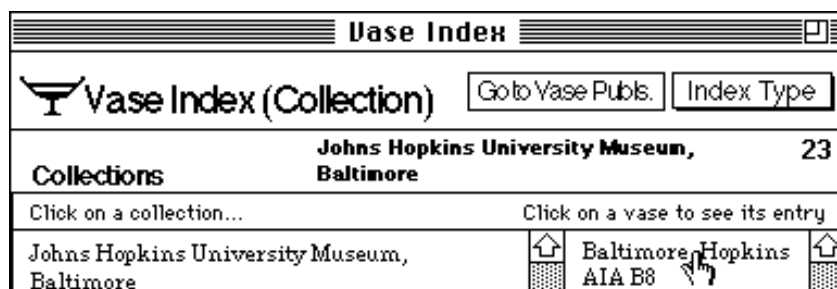 Vase Index
Vase Index (Collection)
Go to Vase Publs.
Index Type
Johns Hopkins University Museum,
Baltimore
23
Collections
Click on a collection...
Click on a vase to see its entry
Johns Hopkins University Museum,
Baltimore
Baltimore, Hopkins
AIA B8